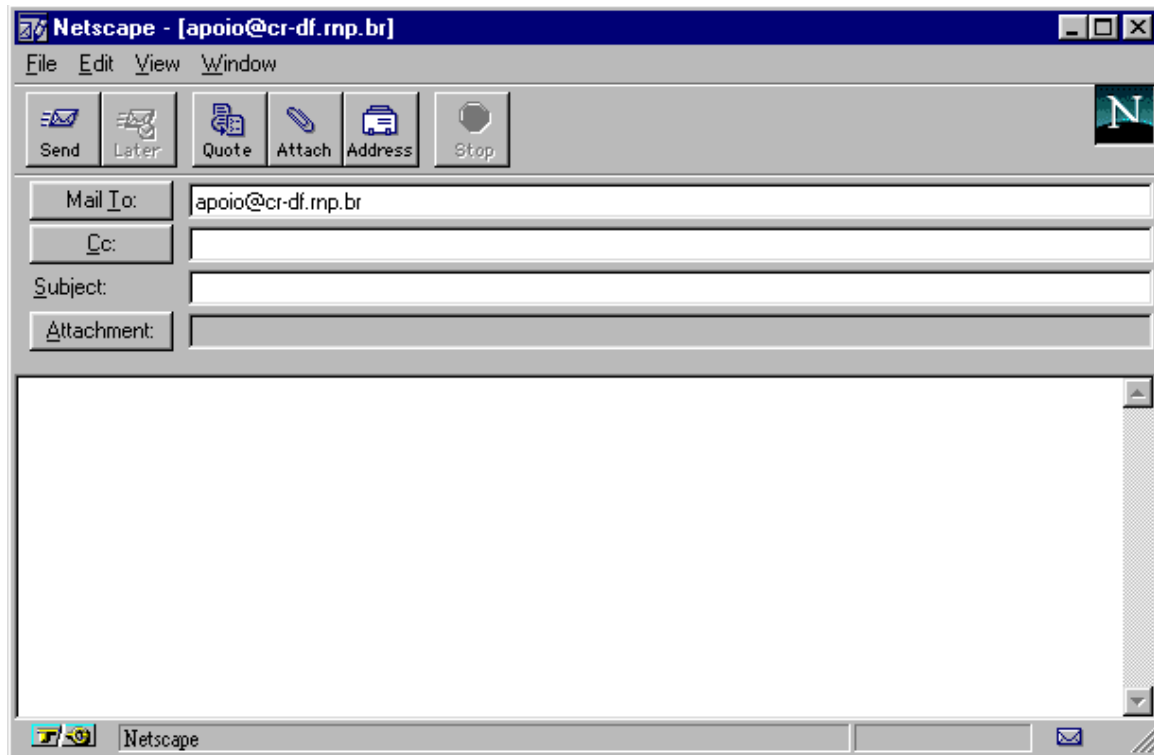 Netscape - [apoio@cr-df.rnp.br]
File Edit View Window
Send Later Quote Attach Address Stop N
Mail To: apoio@cr-df.rnp.br
Cc:
Subject:
Attachment:
Netscape